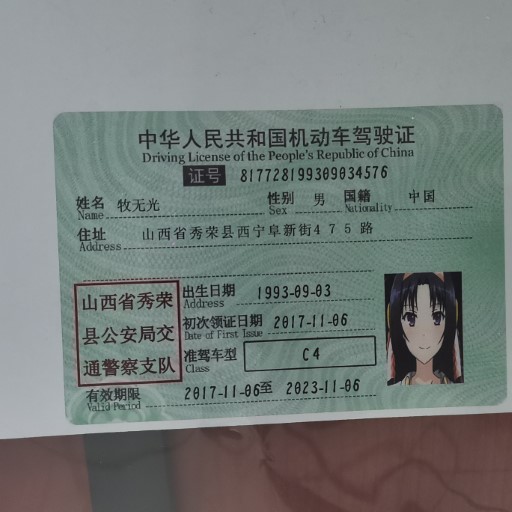 中华人民共和国机动车驾驶证
Driving License of the People's Republic of China
证号 817728199309034576
姓名 牧无光 性别 男 国籍 中国
Name Sex Nationality
住址 山西省秀荣县西宁阜新街475路
Address
山西省秀荣
县公安局交
通警察支队
出生日期 1993-09-03
Address
初次领证日期 2017-11-06
Date of First Issue
准驾车型 C4
Class
有效期限 2017-11-06至 2023-11-06
Valid Period